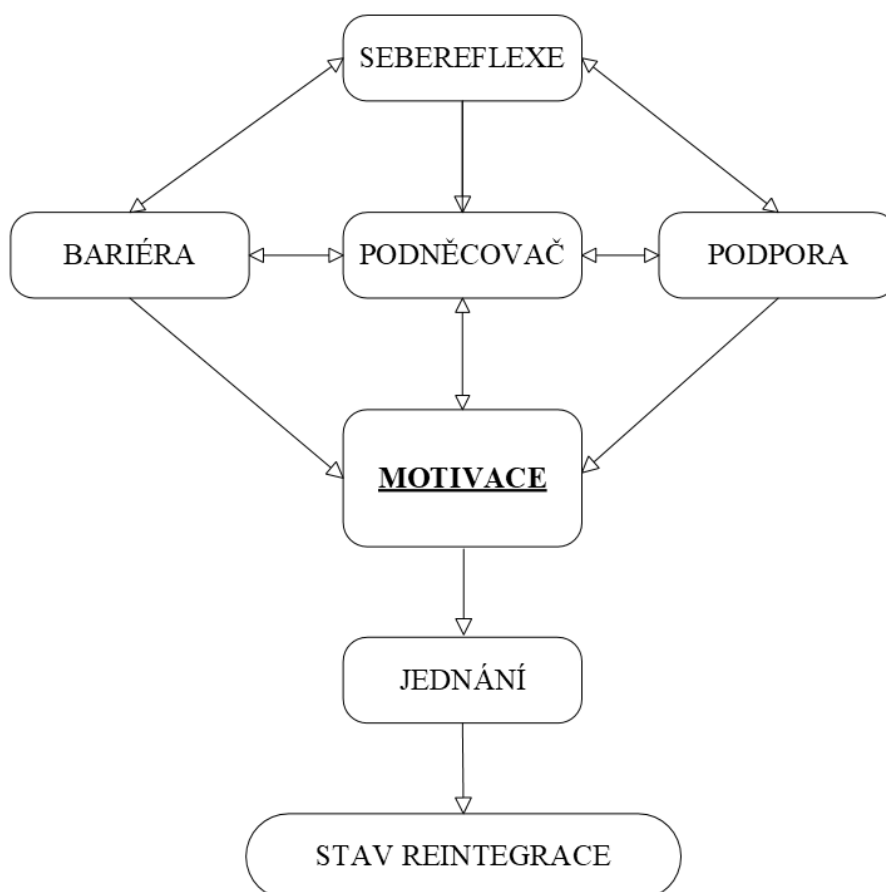 SEBEREFLEXE
BARIÉRA
PODNĚCOVAČ
PODPORA
MOTIVACE
JEDNÁNÍ
STAV REINTEGRACE